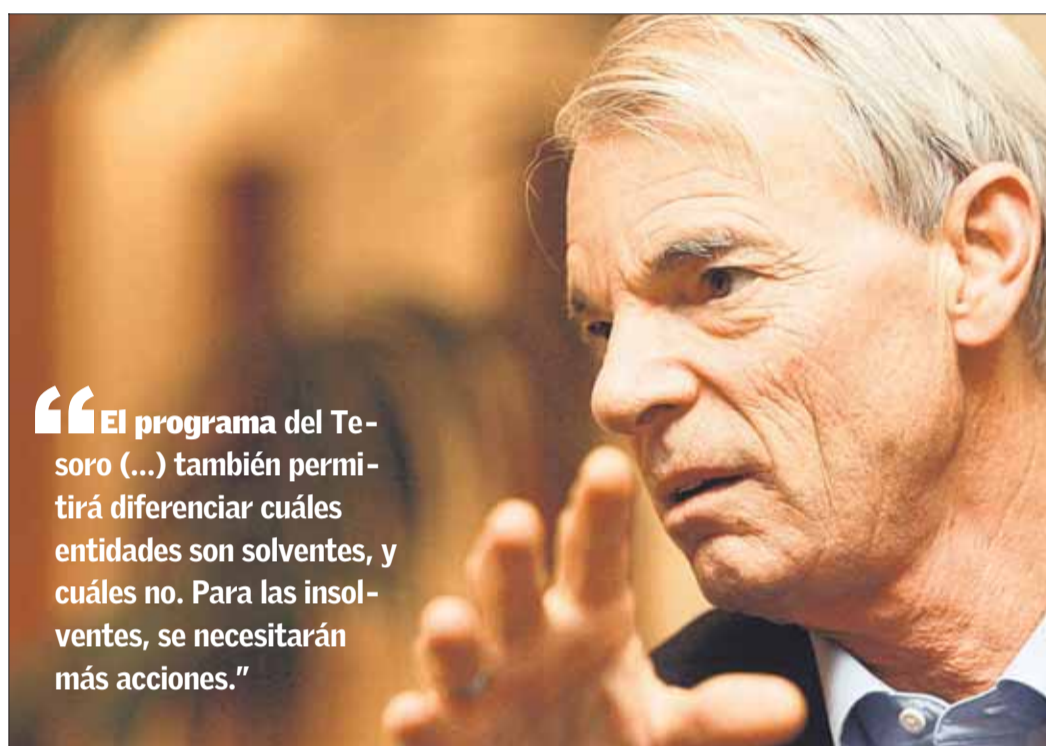 “El programa del Te-
soro (...) también permi-
tirá diferenciar cuáles
entidades son solventes, y
cuáles no. Para las insol-
ventes, se necesitarán
más acciones.”